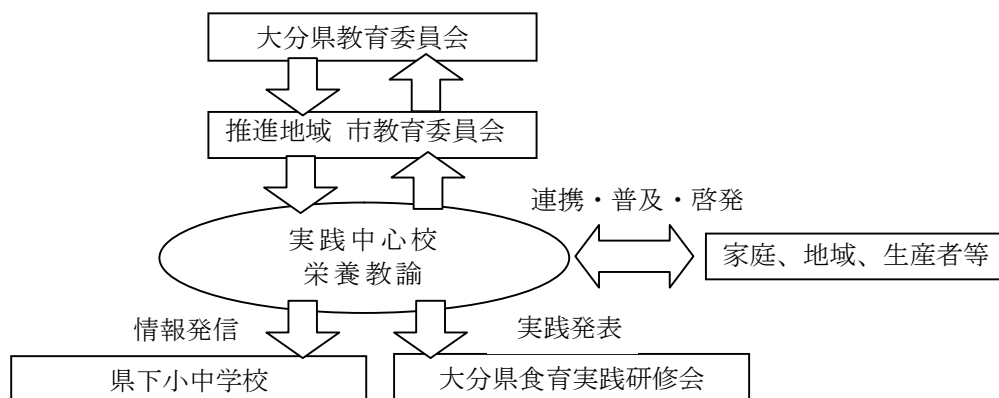 大分県教育委員会
推進地域 市教育委員会
連携・普及・啓発
実践中心校
栄養教諭
家庭、地域、生産者等
情報発信
実践発表
県下小中学校
大分県食育実践研修会